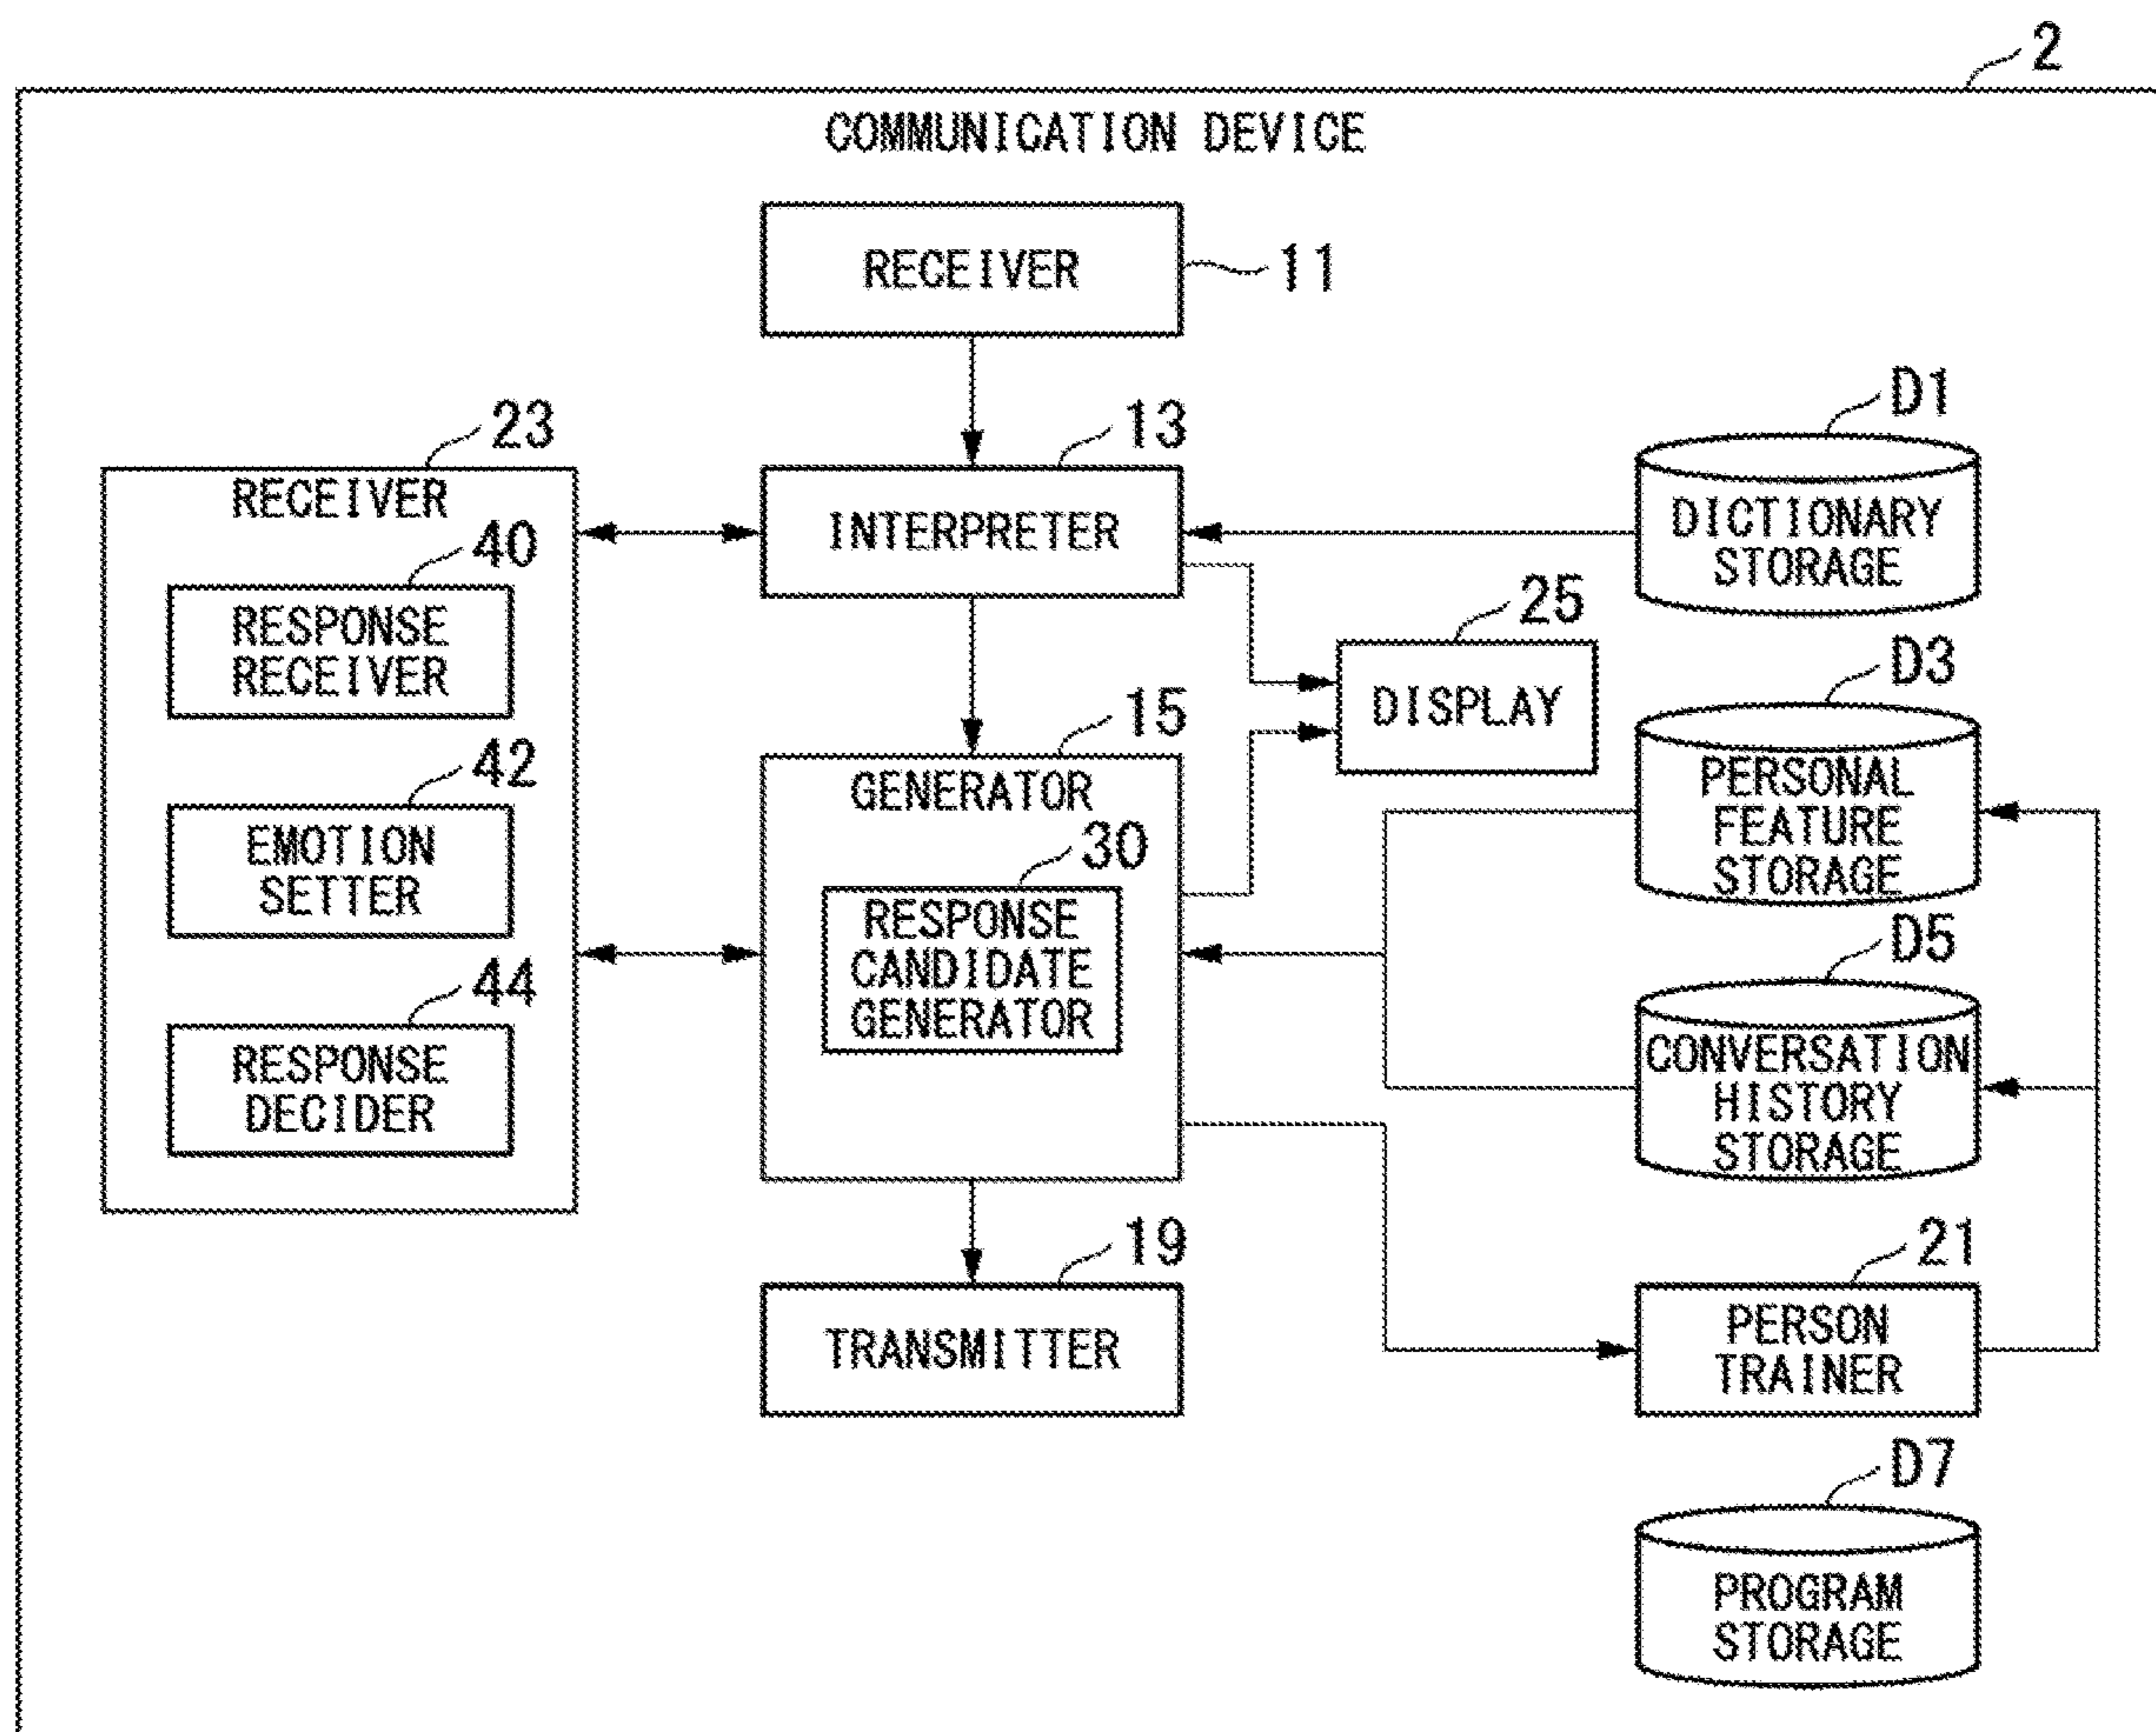 2
COMMUNICATION DEVICE
RECEIVER
11
23
RECEIVER
40
RESPONSE
RECEIVER
42
EMOTION
SETTER
44
RESPONSE
DECIDER
13
INTERPRETER
15
GENERATOR
30
RESPONSE
CANDIDATE
GENERATOR
19
TRANSMITTER
25
DISPLAY
D1
DICTIONARY
STORAGE
D3
PERSONAL
FEATURE
STORAGE
D5
CONVERSATION
HISTORY
STORAGE
21
PERSON
TRAINER
D7
PROGRAM
STORAGE